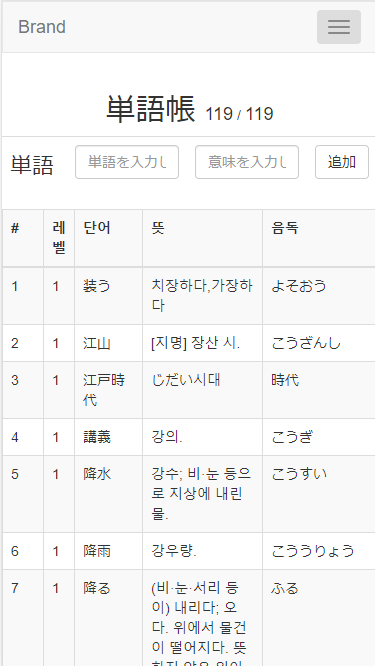 Brand
単語帳 119 / 119
単語 単語を入力し 意味を入力し 追加
# 레벨 단어 뜻 음독
1 1 装う 치장하다,가장하다 よそおう
2 1 江山 [지명] 장산 시. こうざんし
3 1 江戸時代 じだい시대 時代
4 1 講義 강의. こうぎ
5 1 降水 강수; 비·눈 등으로 지상에 내린 물. こうすい
6 1 降雨 강우량. こううりょう
7 1 降る (비·눈·서리 등이) 내리다; 오다. 위에서 물건이 떨어지다. 뜻 ふる